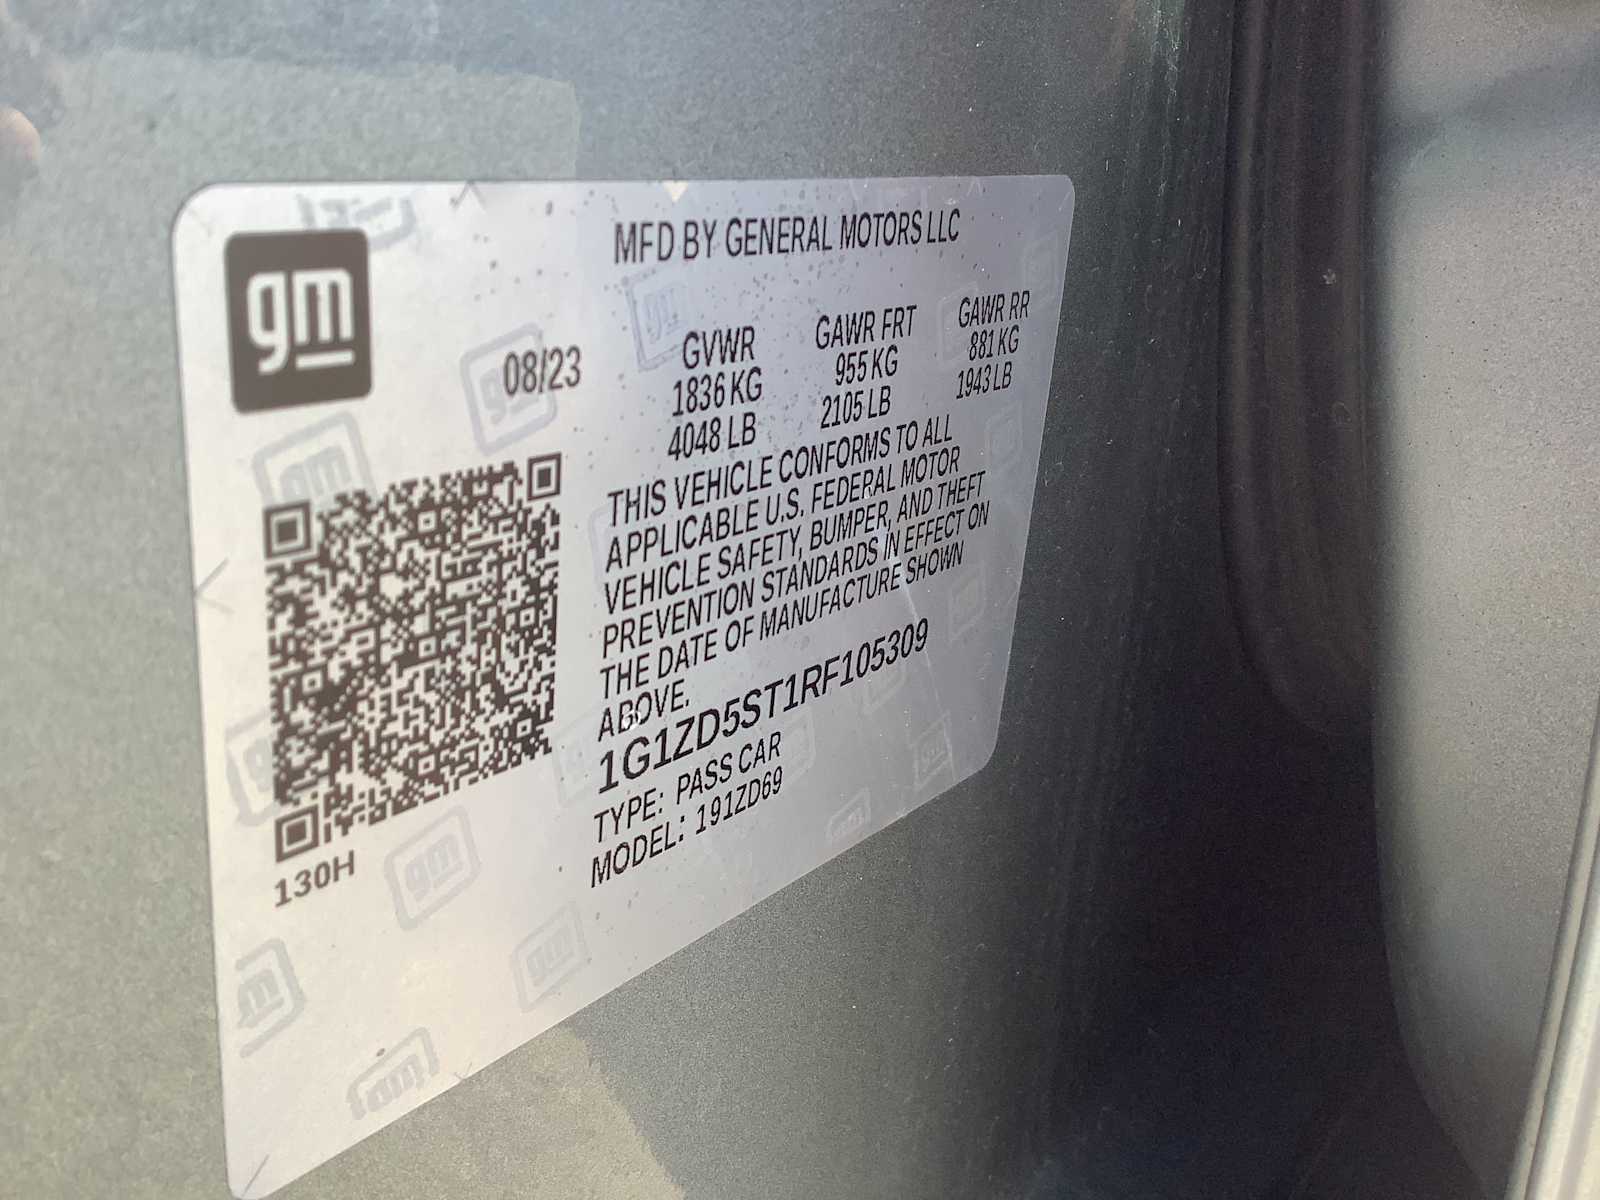 gm
MFD BY GENERAL MOTORS LLC
08/23
GVWR GAWR FRT GAWR RR
1836 KG 955 KG 881 KG
4048 LB 2105 LB 1943 LB
THIS VEHICLE CONFORMS TO ALL
APPLICABLE U.S. FEDERAL MOTOR
VEHICLE SAFETY, BUMPER, AND THEFT
PREVENTION STANDARDS IN EFFECT ON
THE DATE OF MANUFACTURE SHOWN
ABOVE.
1G1ZD5ST1RF105309
TYPE: PASS CAR
MODEL: 191ZD69
130H